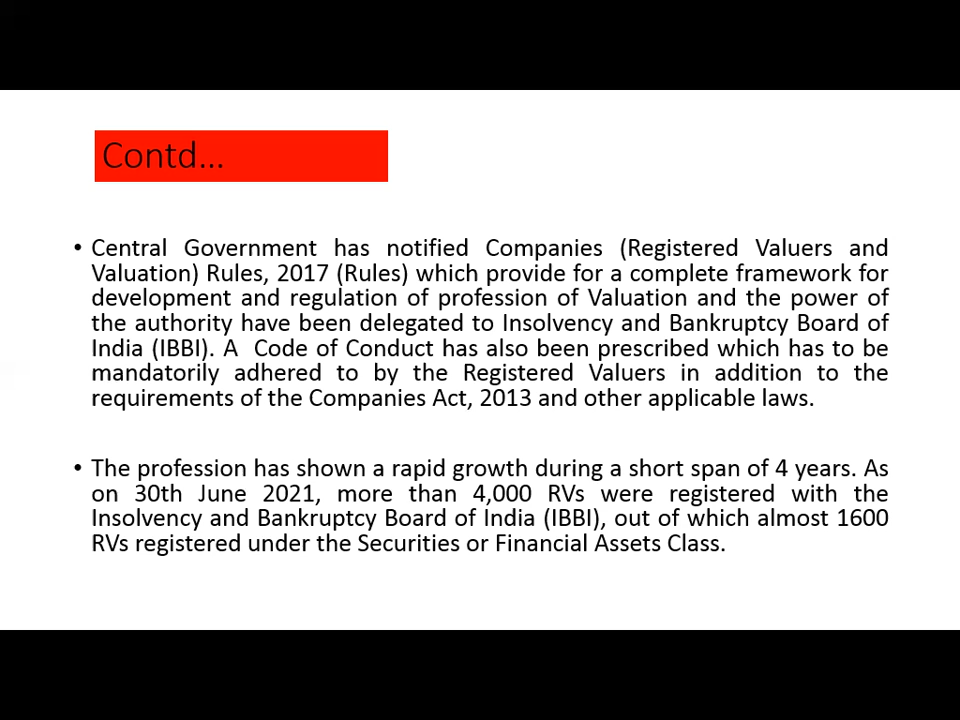 Contd...
• Central Government has notified Companies (Registered Valuers and
Valuation) Rules, 2017 (Rules) which provide for a complete framework for
development and regulation of profession of Valuation and the power of
the authority have been delegated to Insolvency and Bankruptcy Board of
India (IBBI). A  Code of Conduct has also been prescribed which has to be
mandatorily adhered to by the Registered Valuers in addition to the
requirements of the Companies Act, 2013 and other applicable laws.
• The profession has shown a rapid growth during a short span of 4 years. As
on 30th June 2021, more than 4,000 RVs were registered with the
Insolvency and Bankruptcy Board of India (IBBI), out of which almost 1600
RVs registered under the Securities or Financial Assets Class.